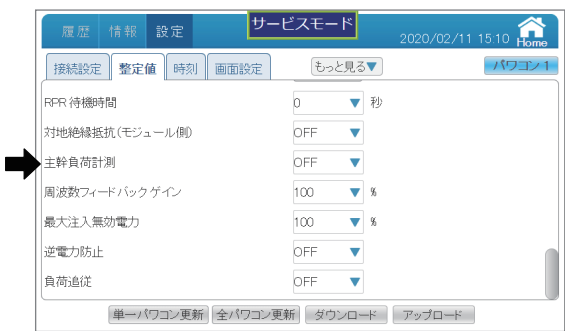 履歴 情報 設定 サービスモード 2020/02/11 15:10 Home
接続設定 整定値 時刻 画面設定 もっと見る▼ パワコン1
RPR 待機時間 0 ▼ 秒
対地絶縁抵抗(モジュール側) OFF ▼
主幹負荷計測 OFF ▼
周波数フィードバックゲイン 100 ▼ %
最大注入無効電力 100 ▼ %
逆電力防止 OFF ▼
負荷追従 OFF ▼
単一パワコン更新 全パワコン更新 ダウンロード アップロード